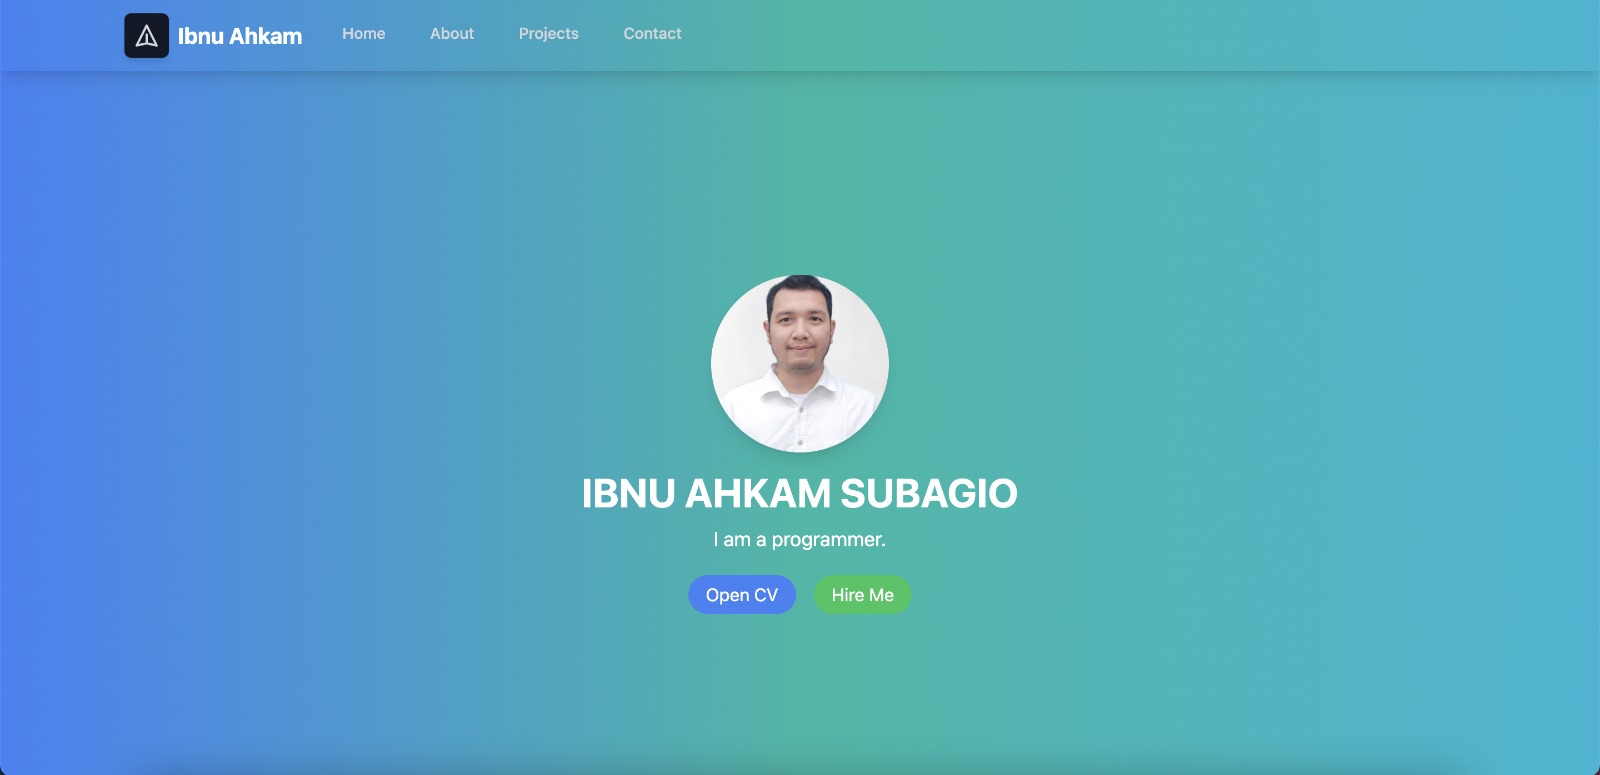 Ibnu Ahkam
Home
About
Projects
Contact
IBNU AHKAM SUBAGIO
I am a programmer.
Open CV
Hire Me